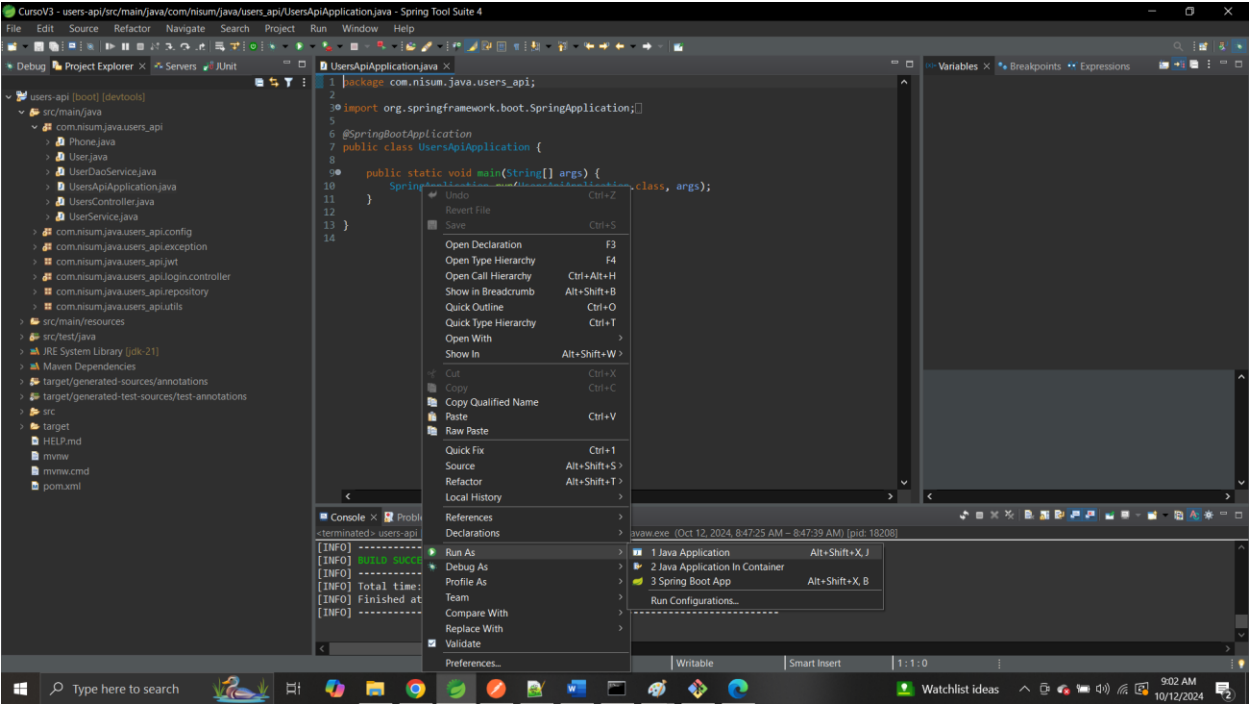 CursoV3 - users-api/src/main/java/com/nisum/java/users_api/UsersApiApplication.java - Spring Tool Suite 4
File Edit Source Refactor Navigate Search Project Run Window Help
Debug Project Explorer Servers JUnit
users-api [boot] [devtools]
src/main/java
com.nisum.java.users_api
Phone.java
User.java
UserDaoService.java
UsersApiApplication.java
UsersController.java
UserService.java
com.nisum.java.users_api.config
com.nisum.java.users_api.exception
com.nisum.java.users_api.jwt
com.nisum.java.users_api.login.controller
com.nisum.java.users_api.repository
com.nisum.java.users_api.utils
src/main/resources
src/test/java
JRE System Library [jdk-21]
Maven Dependencies
target/generated-sources/annotations
target/generated-test-sources/test-annotations
src
target
HELP.md
mvnw
mvnw.cmd
pom.xml
UsersApiApplication.java
1 package com.nisum.java.users_api;
2
3 import org.springframework.boot.SpringApplication;
5
6 @SpringBootApplication
7 public class UsersApiApplication {
8
9 public static void main(String[] args) {
10 SpringApplication.run(UsersApiApplication.class, args);
11 }
12
13 }
14
Undo Ctrl+Z
Revert File
Save Ctrl+S
Open Declaration F3
Open Type Hierarchy F4
Open Call Hierarchy Ctrl+Alt+H
Show in Breadcrumb Alt+Shift+B
Quick Outline Ctrl+O
Quick Type Hierarchy Ctrl+T
Open With
Show In Alt+Shift+W
Cut Ctrl+X
Copy Ctrl+C
Copy Qualified Name
Paste Ctrl+V
Raw Paste
Quick Fix Ctrl+1
Source Alt+Shift+S
Refactor Alt+Shift+T
Local History
References
Declarations
Run As
Debug As
Profile As
Team
Compare With
Replace With
Validate
Preferences...
1 Java Application Alt+Shift+X, J
2 Java Application In Container
3 Spring Boot App Alt+Shift+X, B
Run Configurations...
Variables Breakpoints Expressions
Console Proble
<terminated> users-api avaw.exe (Oct 12, 2024, 8:47:25 AM – 8:47:39 AM) [pid: 18208]
[INFO] ----------
[INFO] BUILD SUCCE
[INFO] ----------
[INFO] Total time:
[INFO] Finished at
[INFO] ----------
Writable Smart Insert 1 : 1 : 0
Type here to search
Watchlist ideas
9:02 AM
10/12/2024
2